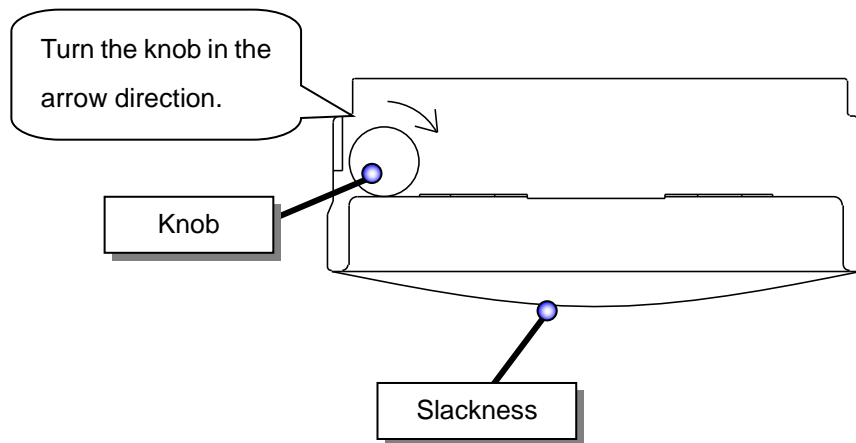 Turn the knob in the
arrow direction.
Knob
Slackness